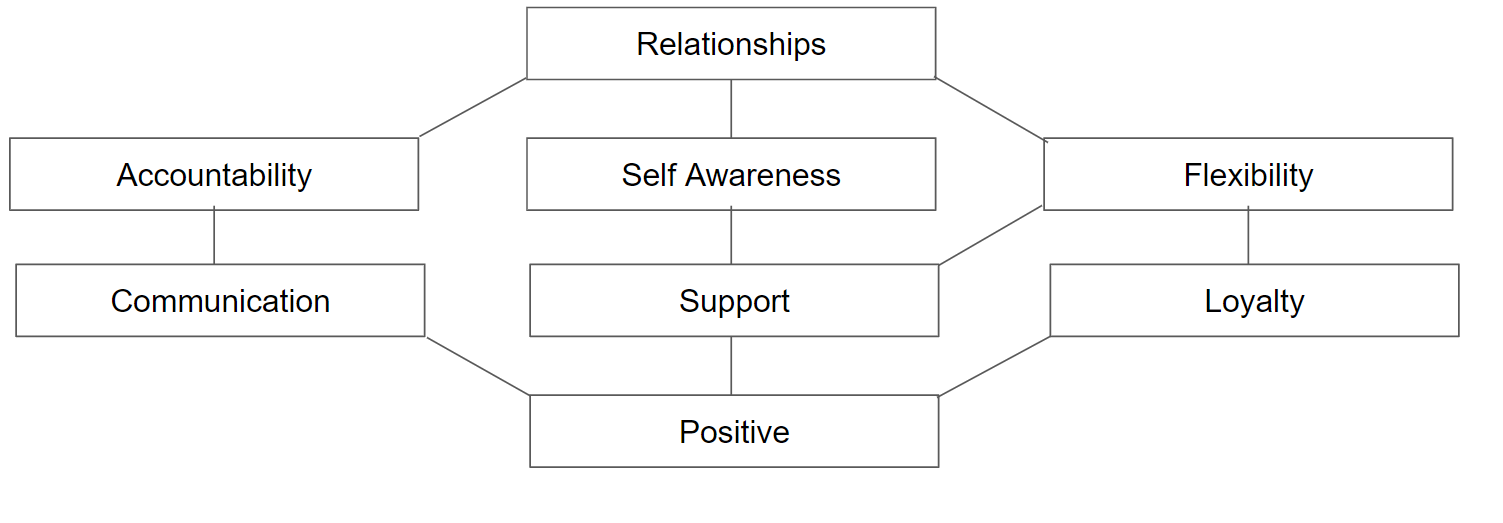 Relationships
Accountability
Self Awareness
Flexibility
Communication
Support
Loyalty
Positive